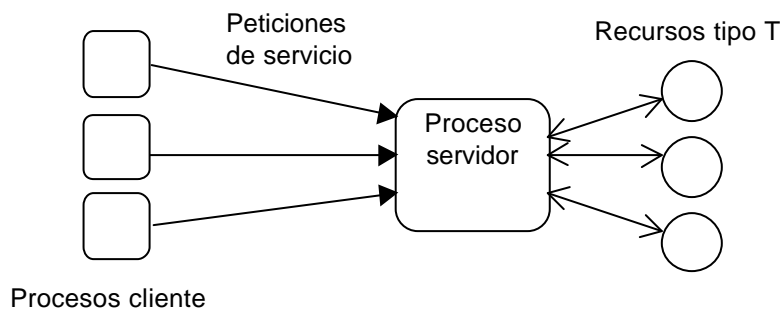 Peticiones
de servicio
Recursos tipo T
Proceso
servidor
Procesos cliente